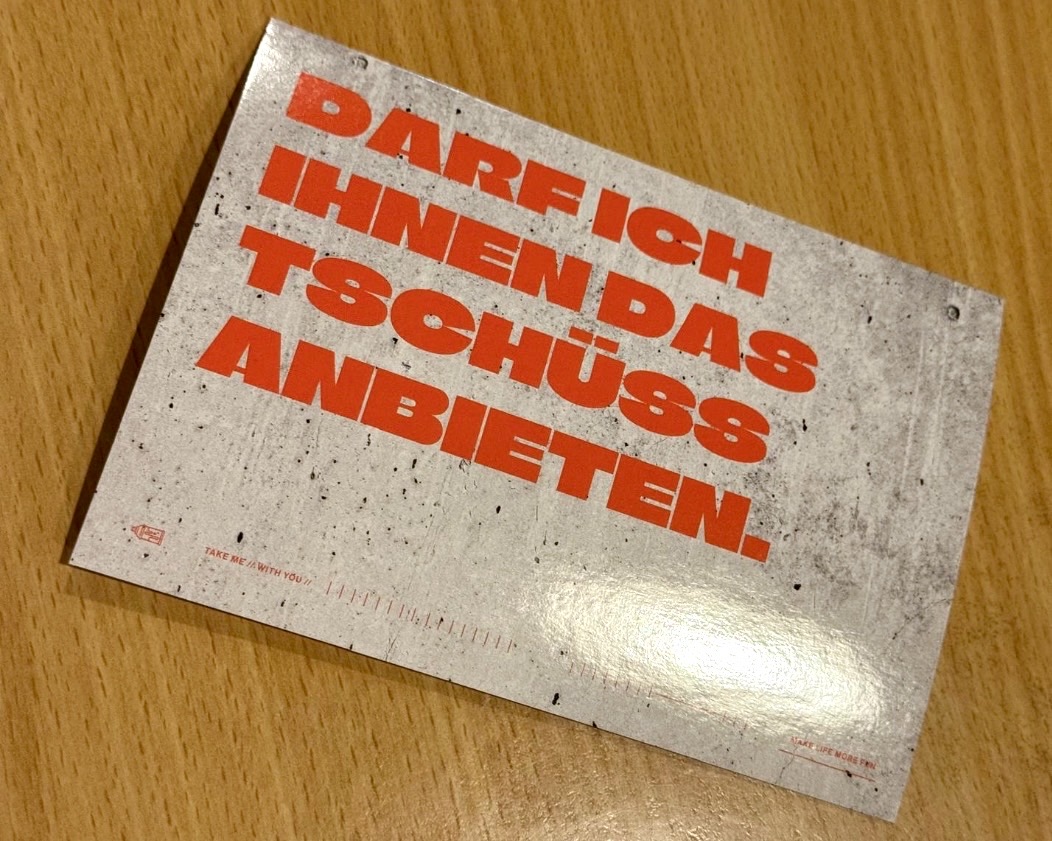 DARF ICH
IHNEN DAS
TSCHÜSS
ANBIETEN.
TAKE ME // WITH YOU //
MAKE LIFE MORE FUN